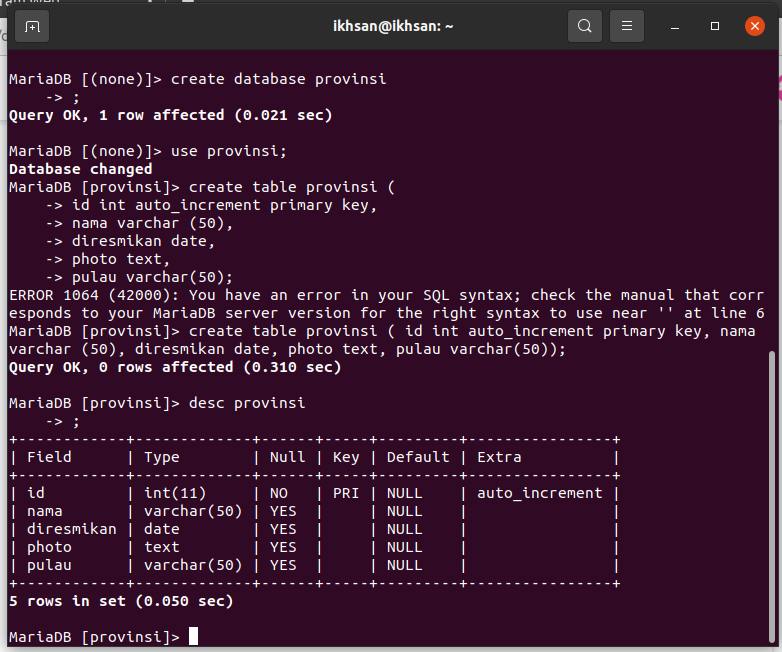 ikhsan@ikhsan: ~
MariaDB [(none)]> create database provinsi
    -> ;
Query OK, 1 row affected (0.021 sec)

MariaDB [(none)]> use provinsi;
Database changed
MariaDB [provinsi]> create table provinsi (
    -> id int auto_increment primary key,
    -> nama varchar (50),
    -> diresmikan date,
    -> photo text,
    -> pulau varchar(50);
ERROR 1064 (42000): You have an error in your SQL syntax; check the manual that corr
esponds to your MariaDB server version for the right syntax to use near '' at line 6
MariaDB [provinsi]> create table provinsi ( id int auto_increment primary key, nama
varchar (50), diresmikan date, photo text, pulau varchar(50));
Query OK, 0 rows affected (0.310 sec)

MariaDB [provinsi]> desc provinsi
    -> ;
+------------+-------------+------+-----+---------+----------------+
| Field      | Type        | Null | Key | Default | Extra          |
+------------+-------------+------+-----+---------+----------------+
| id         | int(11)     | NO   | PRI | NULL    | auto_increment |
| nama       | varchar(50) | YES  |     | NULL    |                |
| diresmikan | date        | YES  |     | NULL    |                |
| photo      | text        | YES  |     | NULL    |                |
| pulau      | varchar(50) | YES  |     | NULL    |                |
+------------+-------------+------+-----+---------+----------------+
5 rows in set (0.050 sec)

MariaDB [provinsi]>